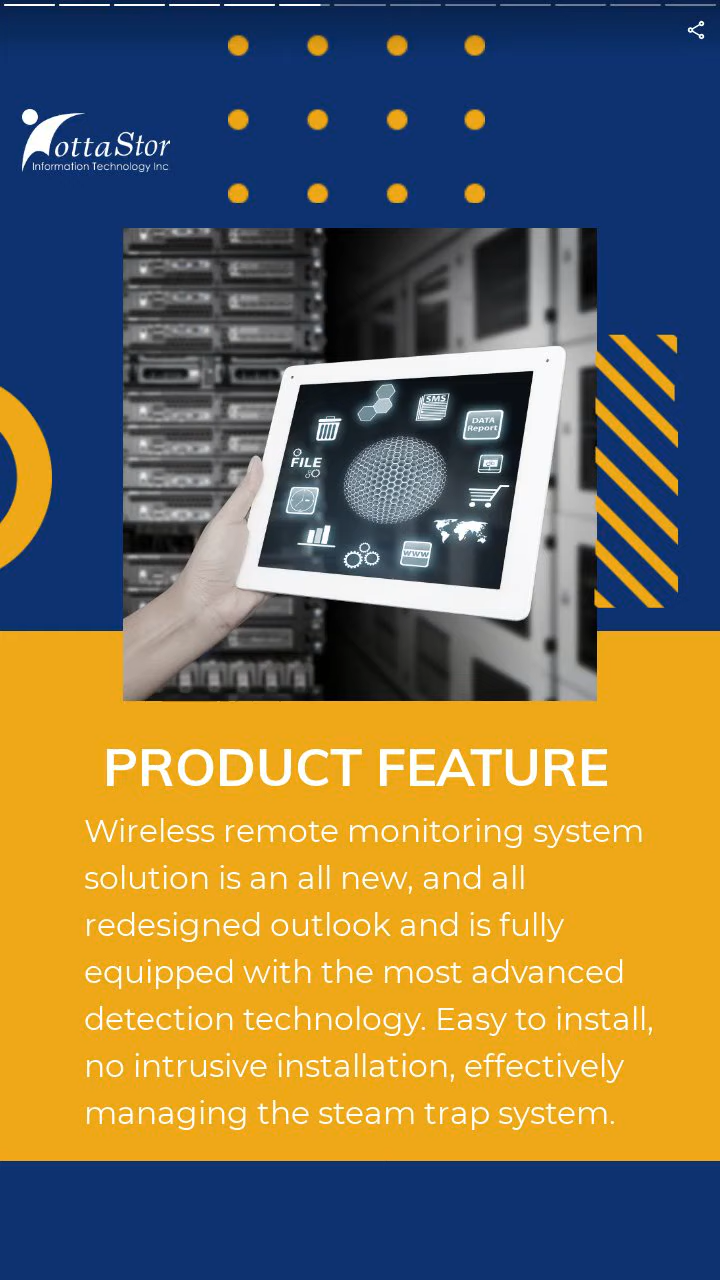 ottaStor
Information Technology Inc
SMS
DATA
Report
FILE
www
PRODUCT FEATURE
Wireless remote monitoring system
solution is an all new, and all
redesigned outlook and is fully
equipped with the most advanced
detection technology. Easy to install,
no intrusive installation, effectively
managing the steam trap system.